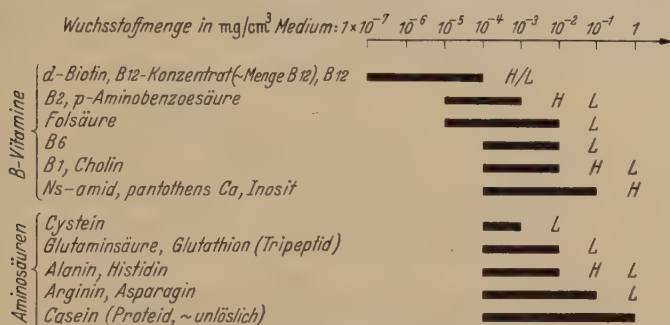 Wuchsstoffmenge in mg/cm³ Medium: 1×10⁻⁷ 10⁻⁶ 10⁻⁵ 10⁻⁴ 10⁻³ 10⁻² 10⁻¹ 1
B-Vitamine
d-Biotin, B12-Konzentrat (~Menge B12), B12 H/L
B2, p-Aminobenzoesäure H L
Folsäure L
B6 L
B1, Cholin H L
Ns-amid, pantothens Ca, Inosit H
Aminosäuren
Cystein L
Glutaminsäure, Glutathion (Tripeptid) L
Alanin, Histidin H L
Arginin, Asparagin L
Casein (Proteid, ~unlöslich)